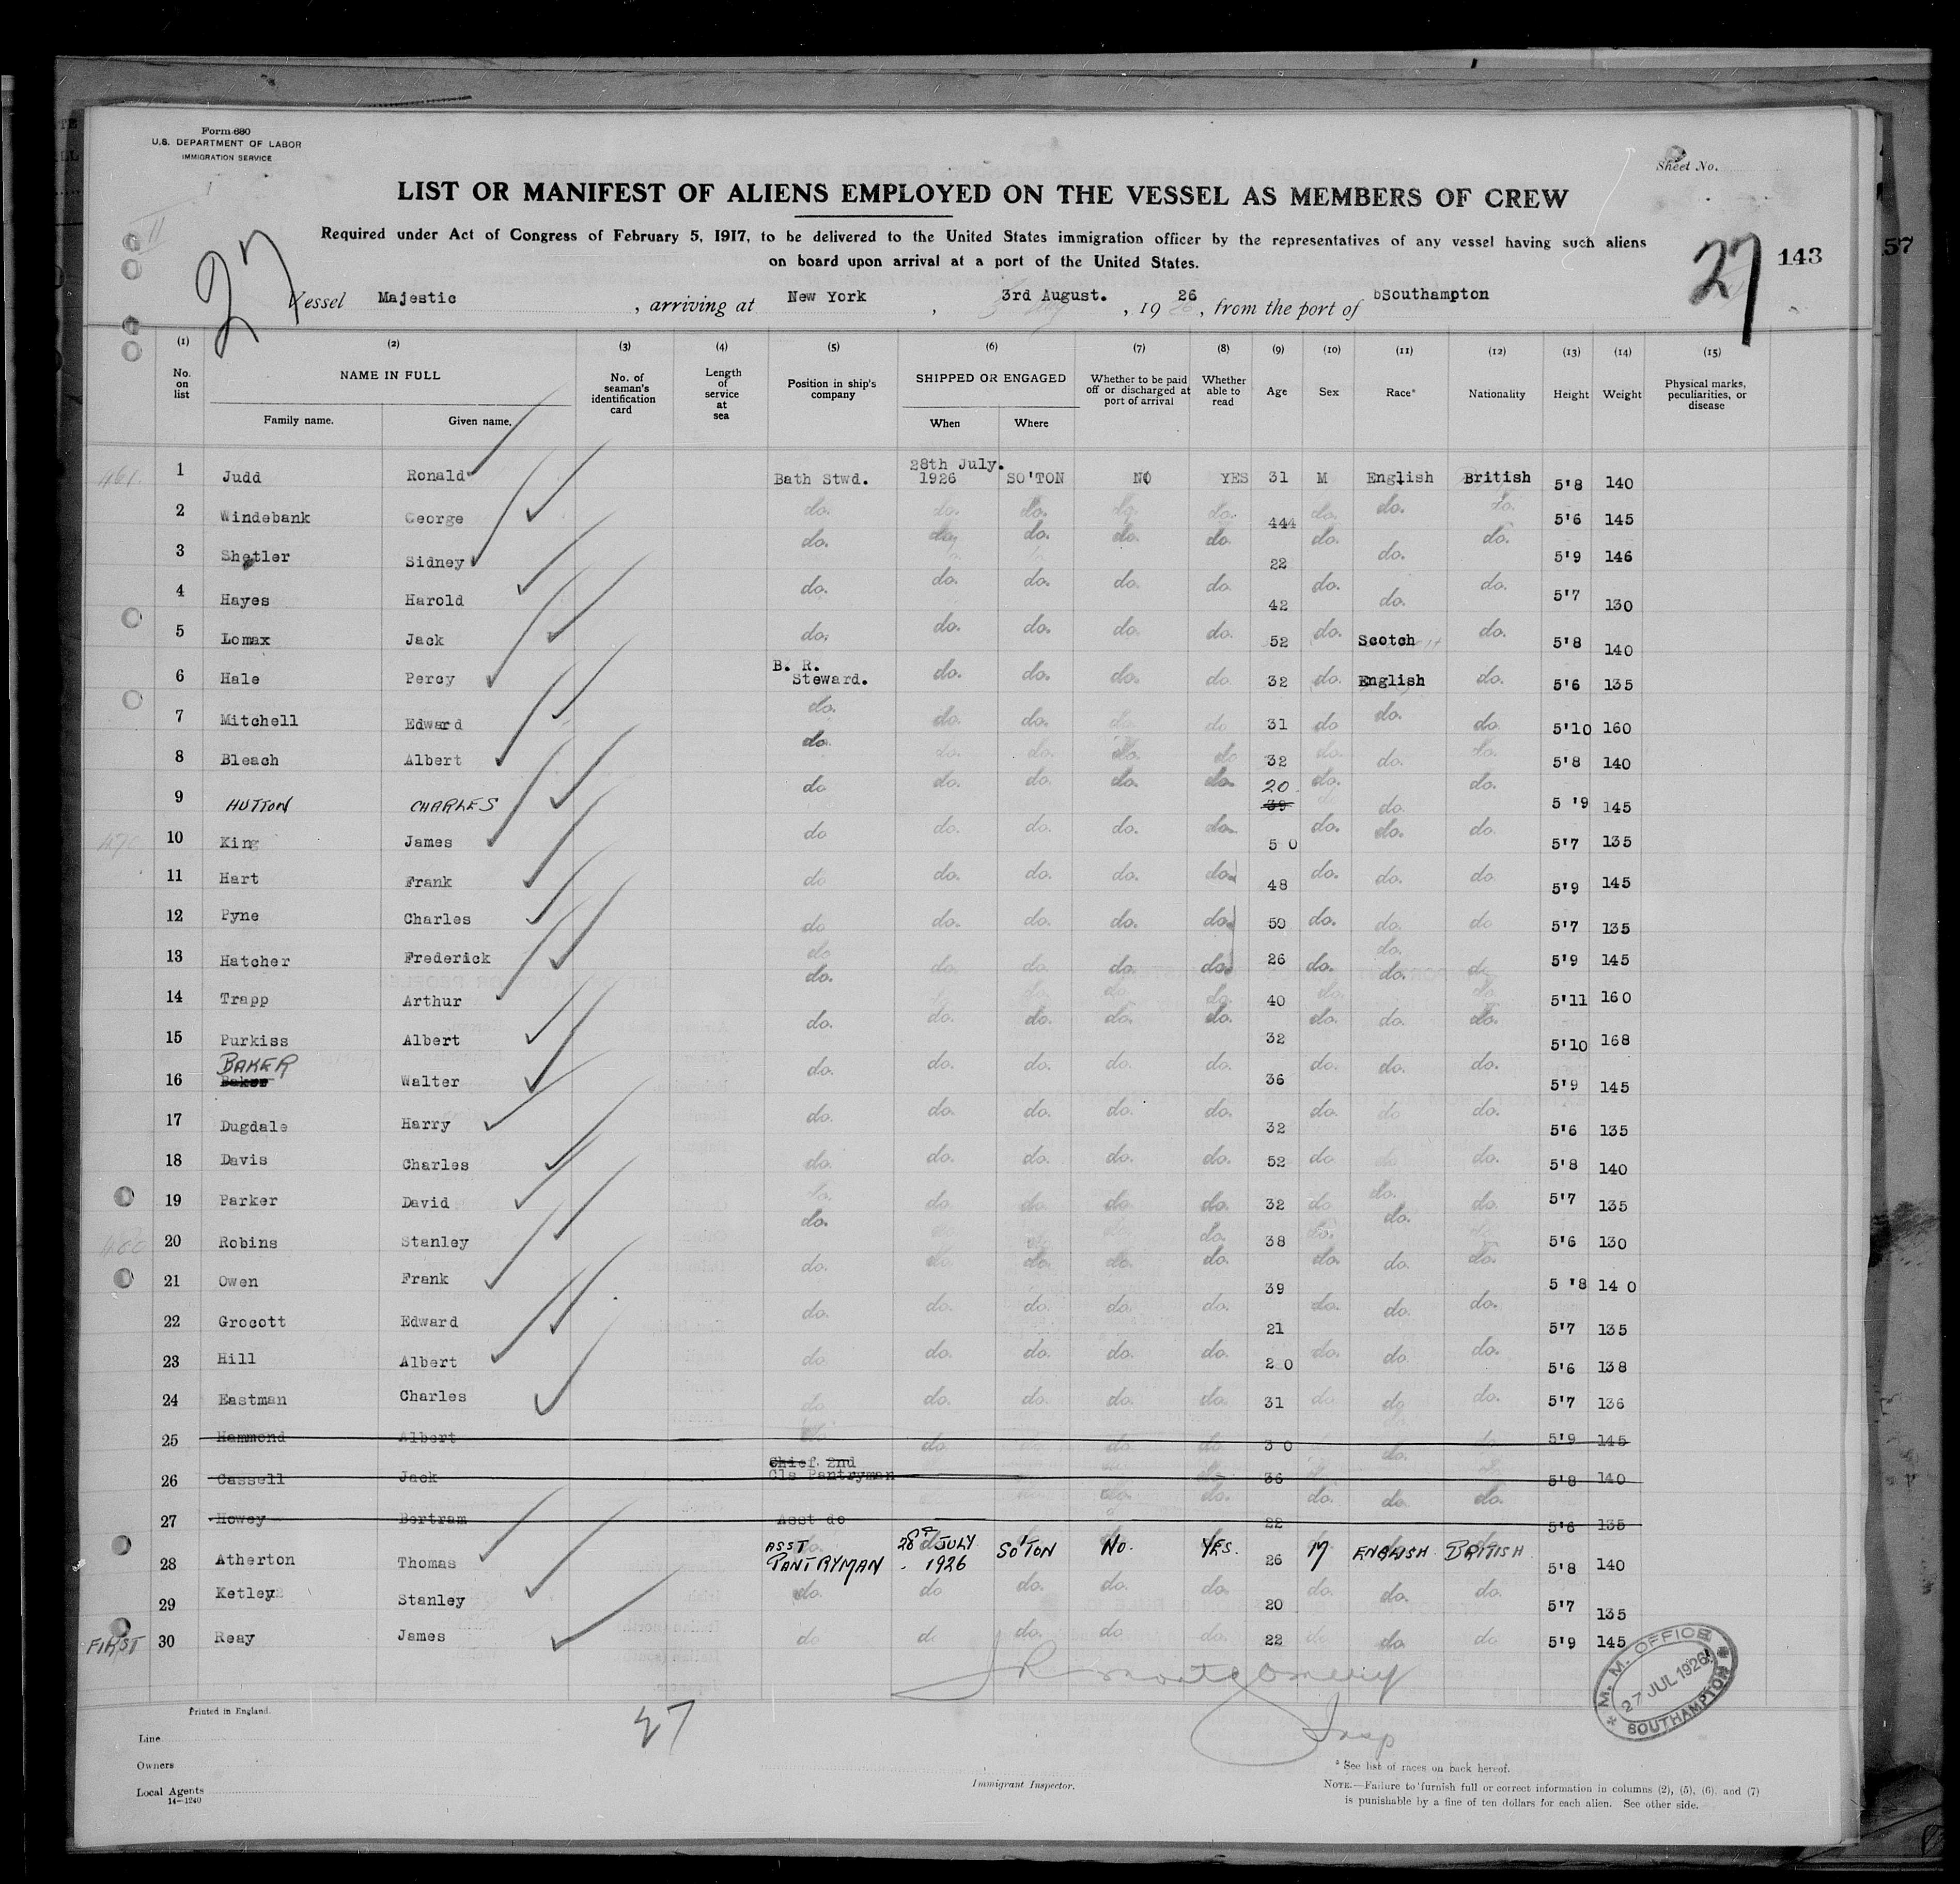 Form 680
U.S. DEPARTMENT OF LABOR
IMMIGRATION SERVICE
Sheet No.
LIST OR MANIFEST OF ALIENS EMPLOYED ON THE VESSEL AS MEMBERS OF CREW
Required under Act of Congress of February 5, 1917, to be delivered to the United States immigration officer by the representatives of any vessel having such aliens
on board upon arrival at a port of the United States.
27 27 143 57
Vessel Majestic, arriving at New York, 3rd August., 1926, from the port of bSouthampton
(1) (2) (3) (4) (5) (6) (7) (8) (9) (10) (11) (12) (13) (14) (15)
No. on list NAME IN FULL Family name. Given name. No. of seaman's identification card Length of service at sea Position in ship's company SHIPPED OR ENGAGED When Where Whether to be paid off or discharged at port of arrival Whether able to read Age Sex Race* Nationality Height Weight Physical marks, peculiarities, or disease
461. 1 Judd Ronald Bath Stwd. 28th July. 1926 SO'TON NO YES 31 M English British 5'8 140
2 Windebank George do. do. do. do. do. 444 do. do. do. 5'6 145
3 Shetler Sidney do. do. do. do. do. 22 do. do. do. 5'9 146
4 Hayes Harold do. do. do. do. do. 42 do. do. do. 5'7 130
5 Lomax Jack do. do. do. do. do. 52 do. Scotch do. 5'8 140
6 Hale Percy B. R. Steward. do. do. do. do 32 do. English do. 5'6 135
7 Mitchell Edward do. do. do. do. do 31 do do. do. 5'10 160
8 Bleach Albert do. do. do. do. do 32 do. do. do. 5'8 140
9 HUTTON CHARLES do do. do. do. do. 20. 39 do. do. do. 5 '9 145
470 10 King James do do. do. do. do. 5 0 do. do. do. 5'7 135
11 Hart Frank do do. do. do. do. 48 do. do. do. 5'9 145
12 Pyne Charles do do. do. do. do. 50 do. do. do 5'7 135
13 Hatcher Frederick do do. do. do. do. 26 do. do. do. 5'9 145
14 Trapp Arthur do. do. do. do. do. 40 do. do. do. 5'11 160
15 Purkiss Albert do. do. do. do. do. 32 do. do. do. 5'10 168
BAKER
16 Baker Walter do. do. do. do. do. 36 do. do. do. 5'9 145
17 Dugdale Harry do. do. do. do. do. 32 do. do do. 5'6 135
18 Davis Charles do. do. do. do. do. 52 do do do. 5'8 140
19 Parker David do. do. do. do do. 32 do do. do. 5'7 135
20 Robins Stanley do. do. do. do. do. 38 do. do. do. 5'6 130
21 Owen Frank do. do. do. do. do. 39 do. do. do. 5 '8 14 0
22 Grocott Edward do. do. do. do. do. 21 do. do. do. 5'7 135
23 Hill Albert do do. do. do. do. 2 0 do. do do. 5'6 138
24 Eastman Charles do do. do. do. do. 31 do do do. 5'7 136
25 Hammond Albert do do. do. do. do. 3 0 do. do 5'9 145
26 Cassell Jack Chief 2nd Cls Pantryman 36 5'8 140
27 Howey Bertram Asst do do. do. 22 do. do. do. 5'6 135
28 Atherton Thomas ASST PANTRYMAN 28th JULY. 1926 SO'TON No. YES. 26 M ENGLISH BRITISH 5'8 140
29 Ketley Stanley do. do do. do. do. 20 do. do. do. 5'7 135
FIRST 30 Reay James do do do. do do. 22 do do. do 5'9 145
J R Montgomery
Insp
27
M. M. OFFICE
27 JUL 1926
SOUTHAMPTON
Printed in England.
Line
Owners
Local Agents
14—1240
Immigrant Inspector.
* See list of races on back hereof.
NOTE.—Failure to furnish full or correct information in columns (2), (5), (6) and (7)
is punishable by a fine of ten dollars for each alien. See other side.